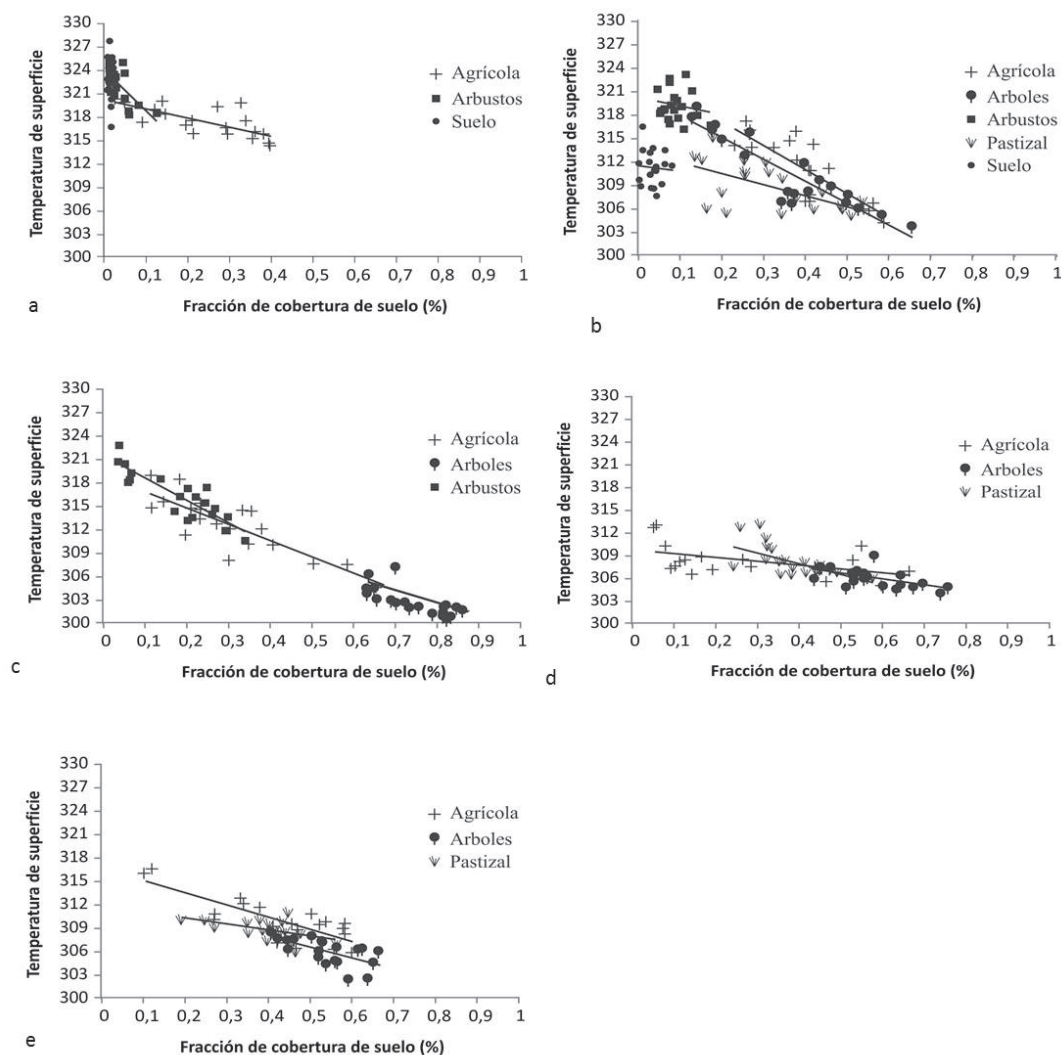 Temperatura de superficie
330
327
324
321
318
315
312
309
306
303
300
0 0,1 0,2 0,3 0,4 0,5 0,6 0,7 0,8 0,9 1
Fracción de cobertura de suelo (%)
Agrícola
Arbustos
Suelo
a
Temperatura de superficie
330
327
324
321
318
315
312
309
306
303
300
0 0,1 0,2 0,3 0,4 0,5 0,6 0,7 0,8 0,9 1
Fracción de cobertura de suelo (%)
Agrícola
Arboles
Arbustos
Pastizal
Suelo
b
Temperatura de superficie
330
327
324
321
318
315
312
309
306
303
300
0 0,1 0,2 0,3 0,4 0,5 0,6 0,7 0,8 0,9 1
Fracción de cobertura de suelo (%)
Agrícola
Arboles
Arbustos
c
Temperatura de superficie
330
327
324
321
318
315
312
309
306
303
300
0 0,1 0,2 0,3 0,4 0,5 0,6 0,7 0,8 0,9 1
Fracción de cobertura de suelo (%)
Agrícola
Arboles
Pastizal
d
Temperatura de superficie
330
327
324
321
318
315
312
309
306
303
300
0 0,1 0,2 0,3 0,4 0,5 0,6 0,7 0,8 0,9 1
Fracción de cobertura de suelo (%)
Agrícola
Arboles
Pastizal
e